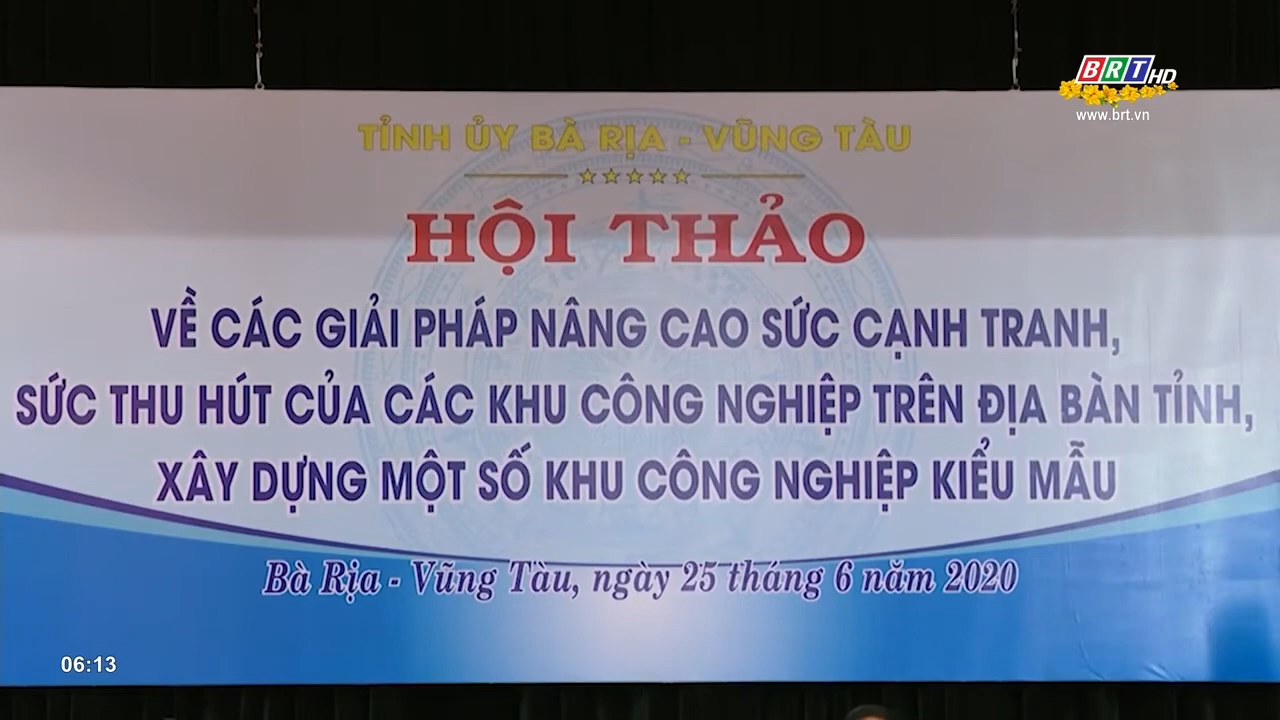 BRT HD
www.brt.vn
TỈNH ỦY BÀ RỊA - VŨNG TÀU
HỘI THẢO
VỀ CÁC GIẢI PHÁP NÂNG CAO SỨC CẠNH TRANH,
SỨC THU HÚT CỦA CÁC KHU CÔNG NGHIỆP TRÊN ĐỊA BÀN TỈNH,
XÂY DỰNG MỘT SỐ KHU CÔNG NGHIỆP KIỂU MẪU
Bà Rịa - Vũng Tàu, ngày 25 tháng 6 năm 2020
06:13